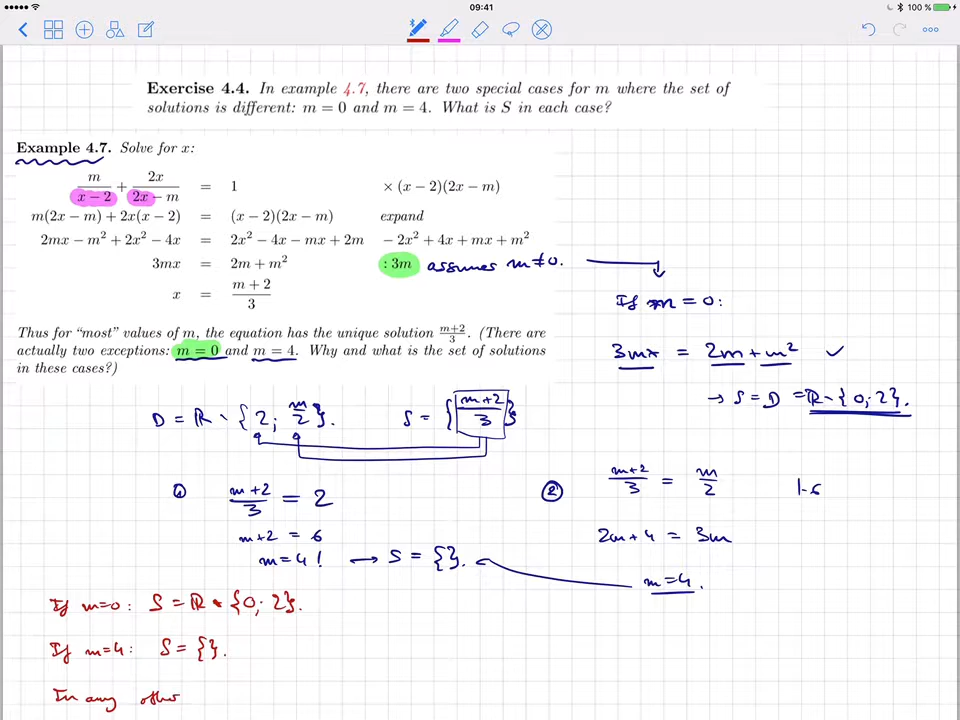 09:41
100 %
Exercise 4.4. In example 4.7, there are two special cases for m where the set of
solutions is different: m = 0 and m = 4. What is S in each case?
Example 4.7. Solve for x:
m/(x − 2) + 2x/(2x − m) = 1 × (x − 2)(2x − m)
m(2x − m) + 2x(x − 2) = (x − 2)(2x − m) expand
2mx − m² + 2x² − 4x = 2x² − 4x − mx + 2m − 2x² + 4x + mx + m²
3mx = 2m + m² : 3m assumes m ≠ 0.
x = (m + 2)/3
If m = 0:
Thus for “most” values of m, the equation has the unique solution (m+2)/3. (There are
actually two exceptions: m = 0 and m = 4. Why and what is the set of solutions
in these cases?)
3mx = 2m + m² ✓
→ S = D = ℝ \ {0; 2}.
D = ℝ \ {2; m/2}. S = {(m+2)/3}
① (m+2)/3 = 2
m+2 = 6
m = 4! → S = {}.
② (m+2)/3 = m/2 |·6
2m + 4 = 3m
m = 4.
If m=0: S = ℝ \ {0; 2}.
If m=4: S = {}.
In any other